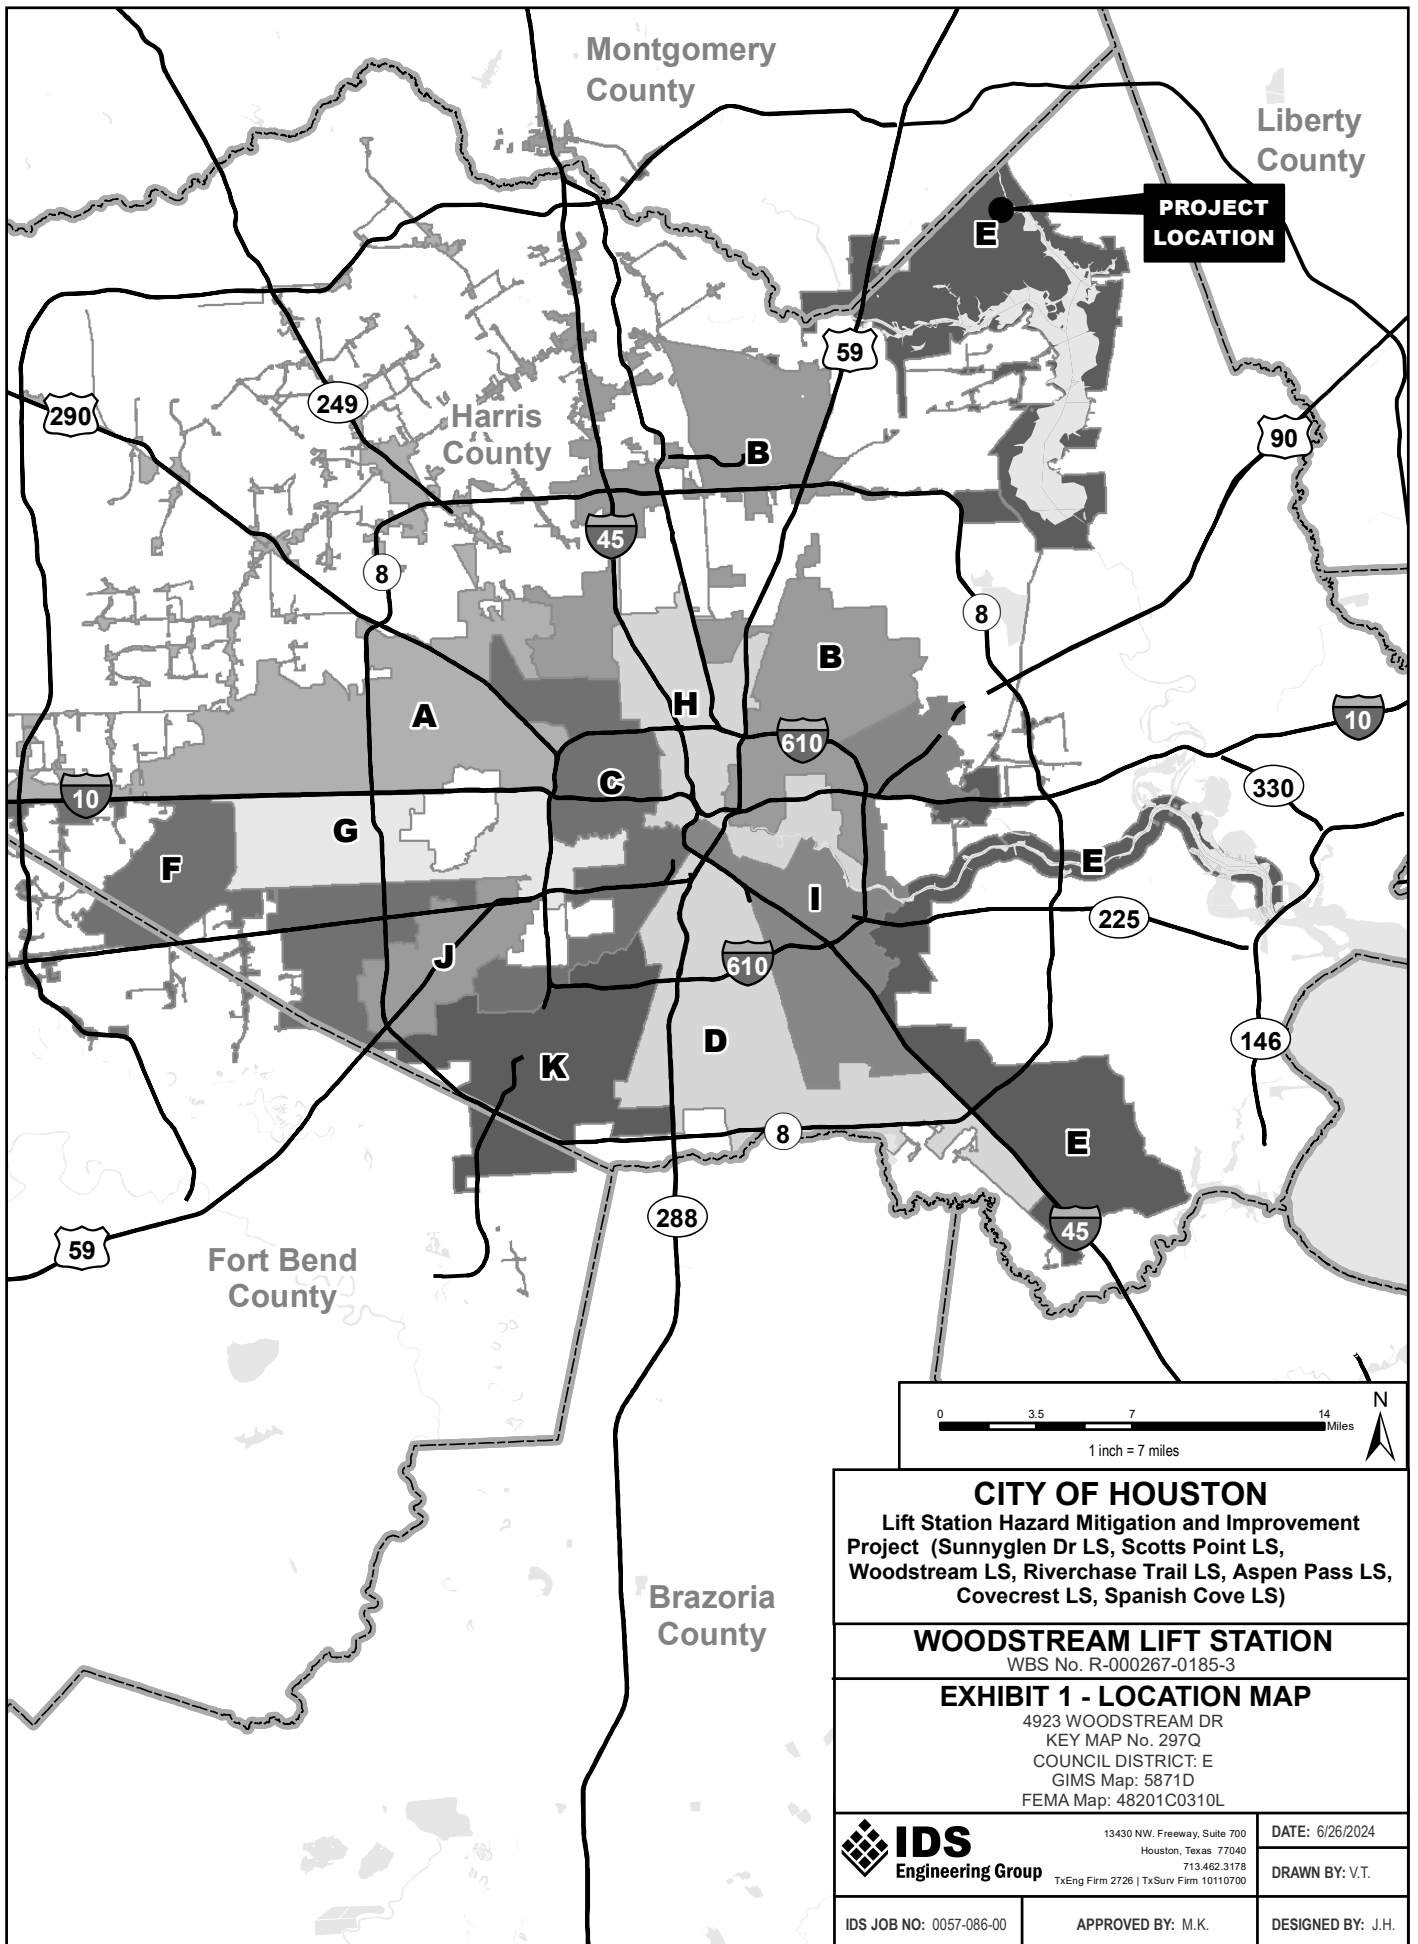 Montgomery
County
Liberty
County
PROJECT
LOCATION
E
59
290
249
Harris
County
B
90
45
8
8
B
H
A
610
10
C
10
330
G
F
E
I
225
J
610
D
146
K
8
E
288
45
59
Fort Bend
County
0 3.5 7 14
Miles
1 inch = 7 miles
N
Brazoria
County
CITY OF HOUSTON
Lift Station Hazard Mitigation and Improvement
Project (Sunnyglen Dr LS, Scotts Point LS,
Woodstream LS, Riverchase Trail LS, Aspen Pass LS,
Covecrest LS, Spanish Cove LS)
WOODSTREAM LIFT STATION
WBS No. R-000267-0185-3
EXHIBIT 1 - LOCATION MAP
4923 WOODSTREAM DR
KEY MAP No. 297Q
COUNCIL DISTRICT: E
GIMS Map: 5871D
FEMA Map: 48201C0310L
IDS
Engineering Group
13430 NW. Freeway, Suite 700
Houston, Texas 77040
713.462.3178
TxEng Firm 2726 | TxSurv Firm 10110700
DATE: 6/26/2024
DRAWN BY: V.T.
IDS JOB NO: 0057-086-00
APPROVED BY: M.K.
DESIGNED BY: J.H.